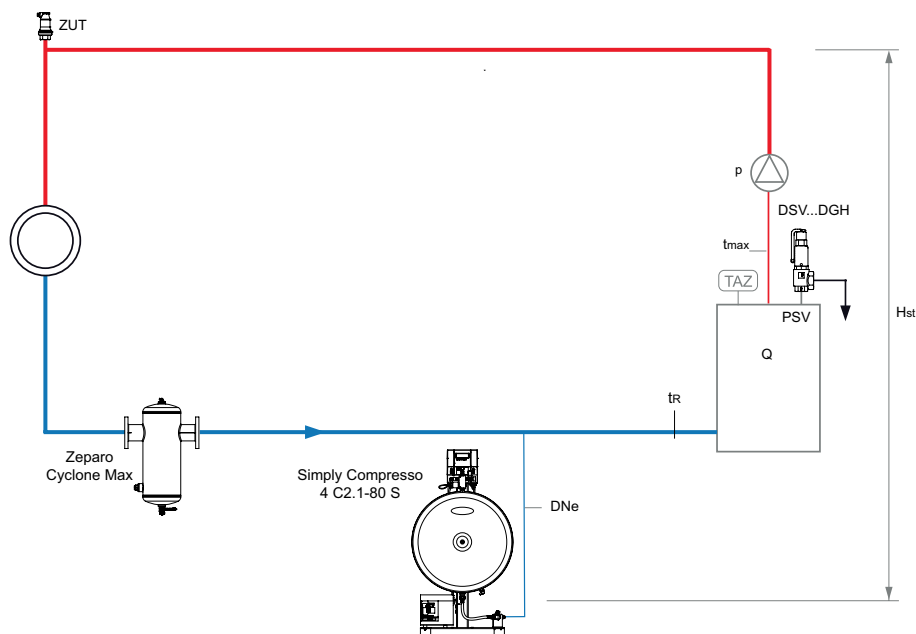 ZUT
p
DSV...DGH
tmax
TAZ
PSV
Q
Hst
tR
Zeparo
Cyclone Max
Simply Compresso
4 C2.1-80 S
DNe